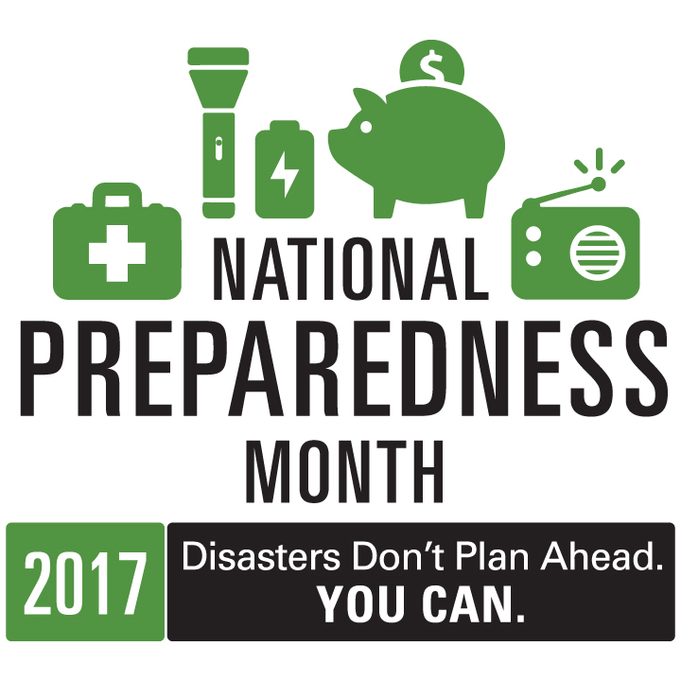 $
NATIONAL
PREPAREDNESS
MONTH
2017
Disasters Don't Plan Ahead.
YOU CAN.